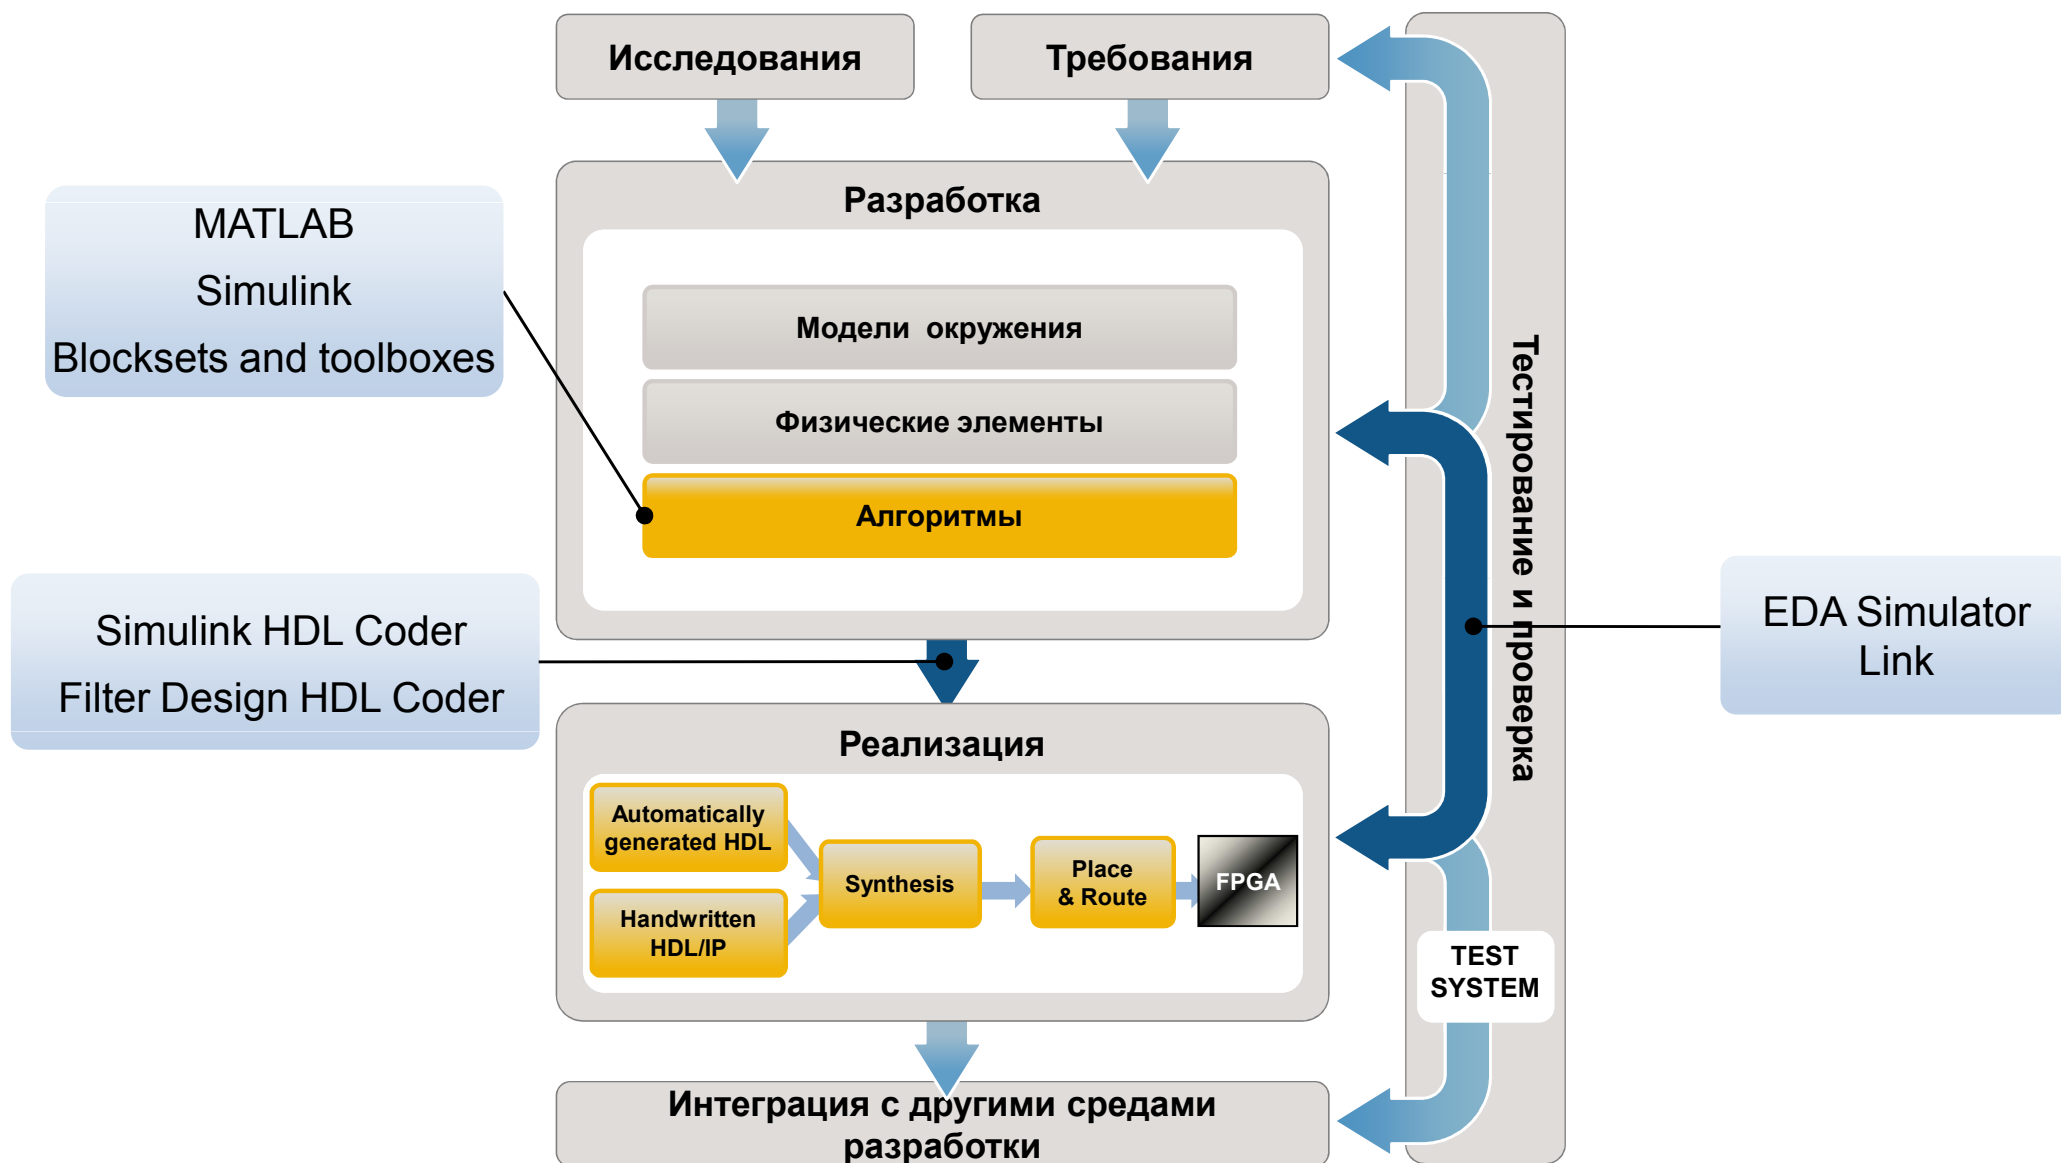 Исследования
Требования
Разработка
MATLAB
Simulink
Blocksets and toolboxes
Модели окружения
Физические элементы
Алгоритмы
Тестирование и проверка
Simulink HDL Coder
Filter Design HDL Coder
EDA Simulator
Link
Реализация
Automatically
generated HDL
Handwritten
HDL/IP
Synthesis
Place
& Route
FPGA
TEST
SYSTEM
Интеграция с другими средами
разработки